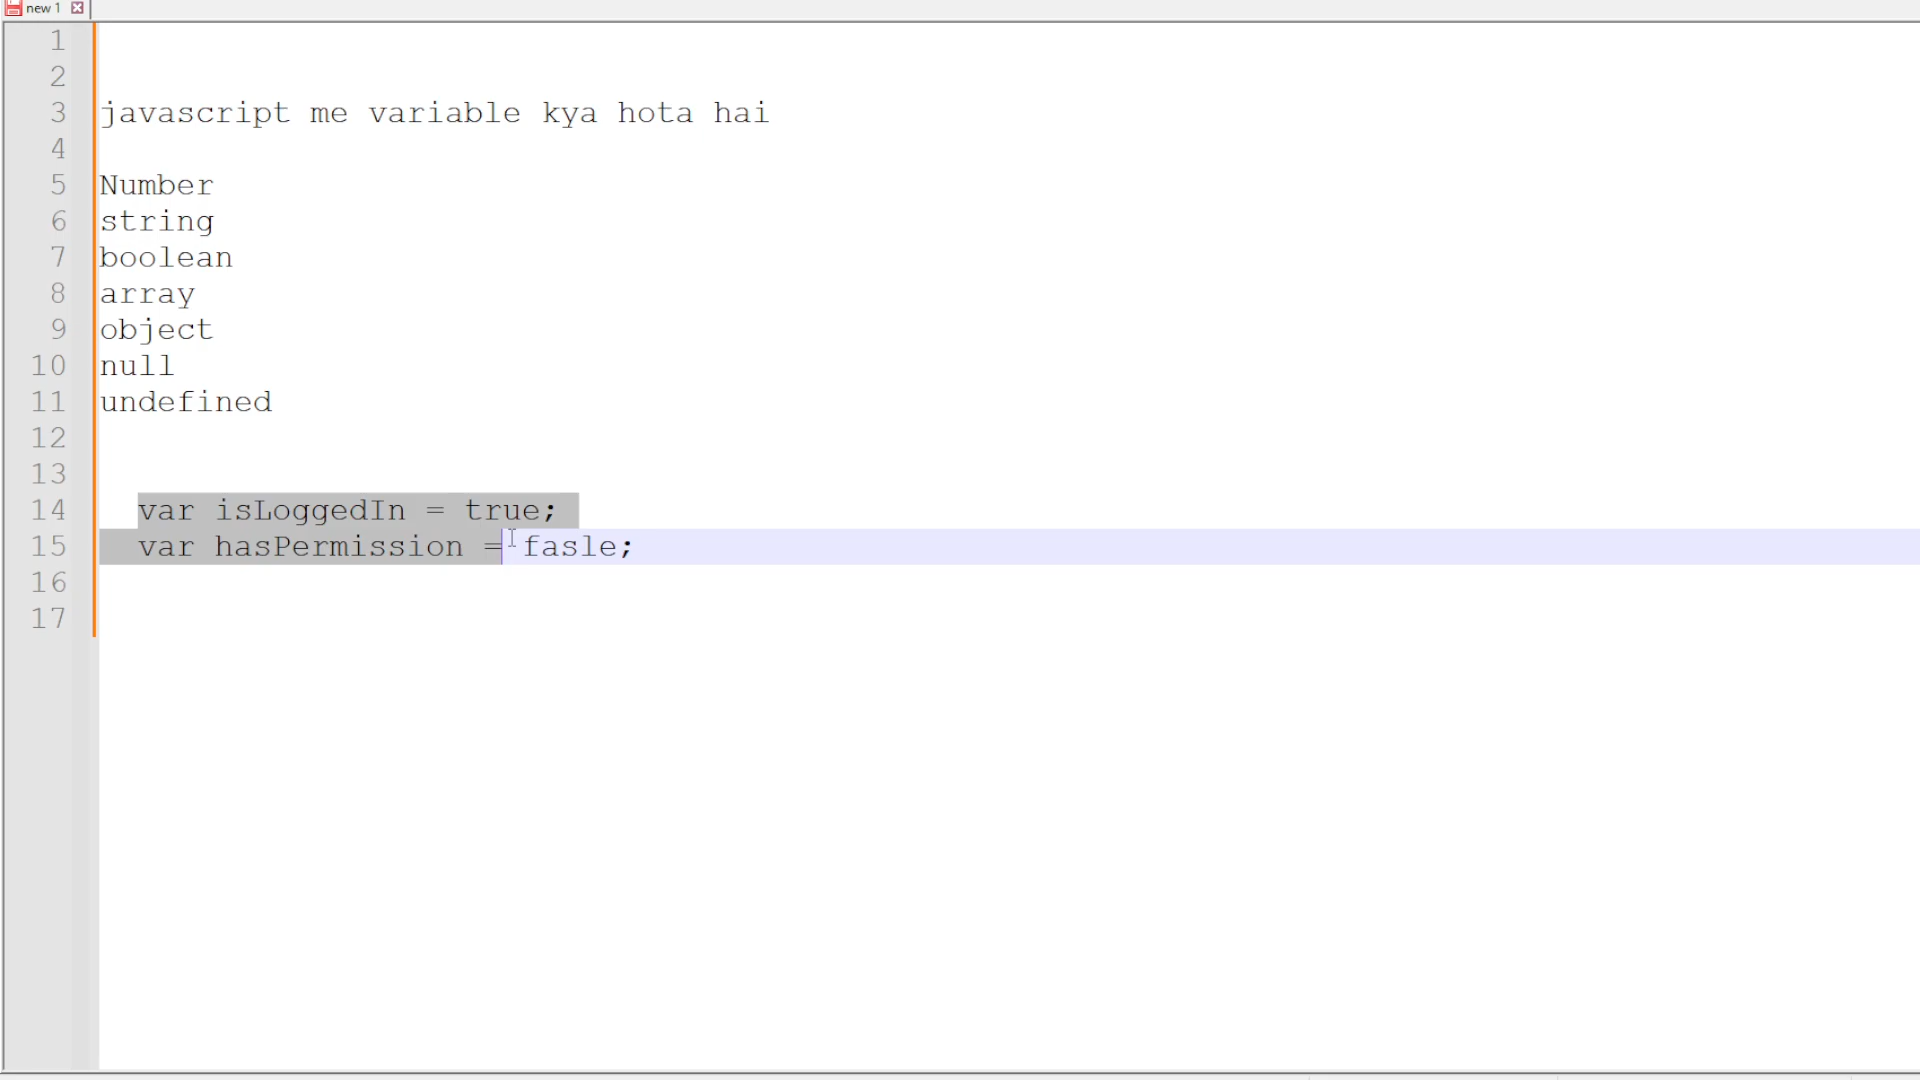 new 1
1
2
3 javascript me variable kya hota hai
4
5 Number
6 string
7 boolean
8 array
9 object
10 null
11 undefined
12
13
14 var isLoggedIn = true;
15 var hasPermission = fasle;
16
17